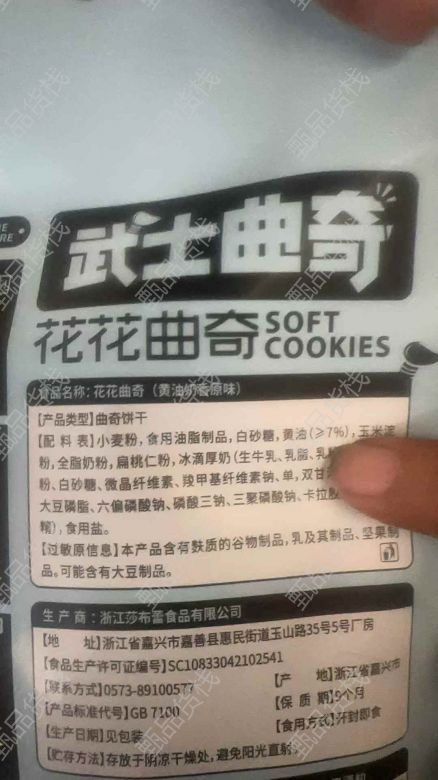 武士曲奇
花花曲奇 SOFT COOKIES
食品名称: 花花曲奇 (黄油奶香原味)
【产品类型】曲奇饼干
【配 料 表】小麦粉, 食用油脂制品, 白砂糖, 黄油(≥7%), 玉米淀
粉, 全脂奶粉, 扁桃仁粉, 冰滴厚奶 (生牛乳、乳脂、
粉、白砂糖、微晶纤维素、羧甲基纤维素钠、单, 双甘
大豆磷脂、六偏磷酸钠、磷酸三钠、三聚磷酸钠、卡拉胶
精), 食用盐。
【过敏原信息】本产品含有麸质的谷物制品, 乳及其制品、坚果制
品。可能含有大豆制品。
生 产 商: 浙江莎布蕾食品有限公司
【地 址】浙江省嘉兴市嘉善县惠民街道玉山路35号5号厂房
【食品生产许可证编号】SC10833042102541
【产 地】浙江省嘉兴市
【联系方式】0573-89100577
【保 质 期】9个月
【产品标准代号】GB 7100
【食用方式】开封即食
【生产日期】见包装
【贮存方法】存放于阴凉干燥处, 避免阳光直射。
甄品货栈